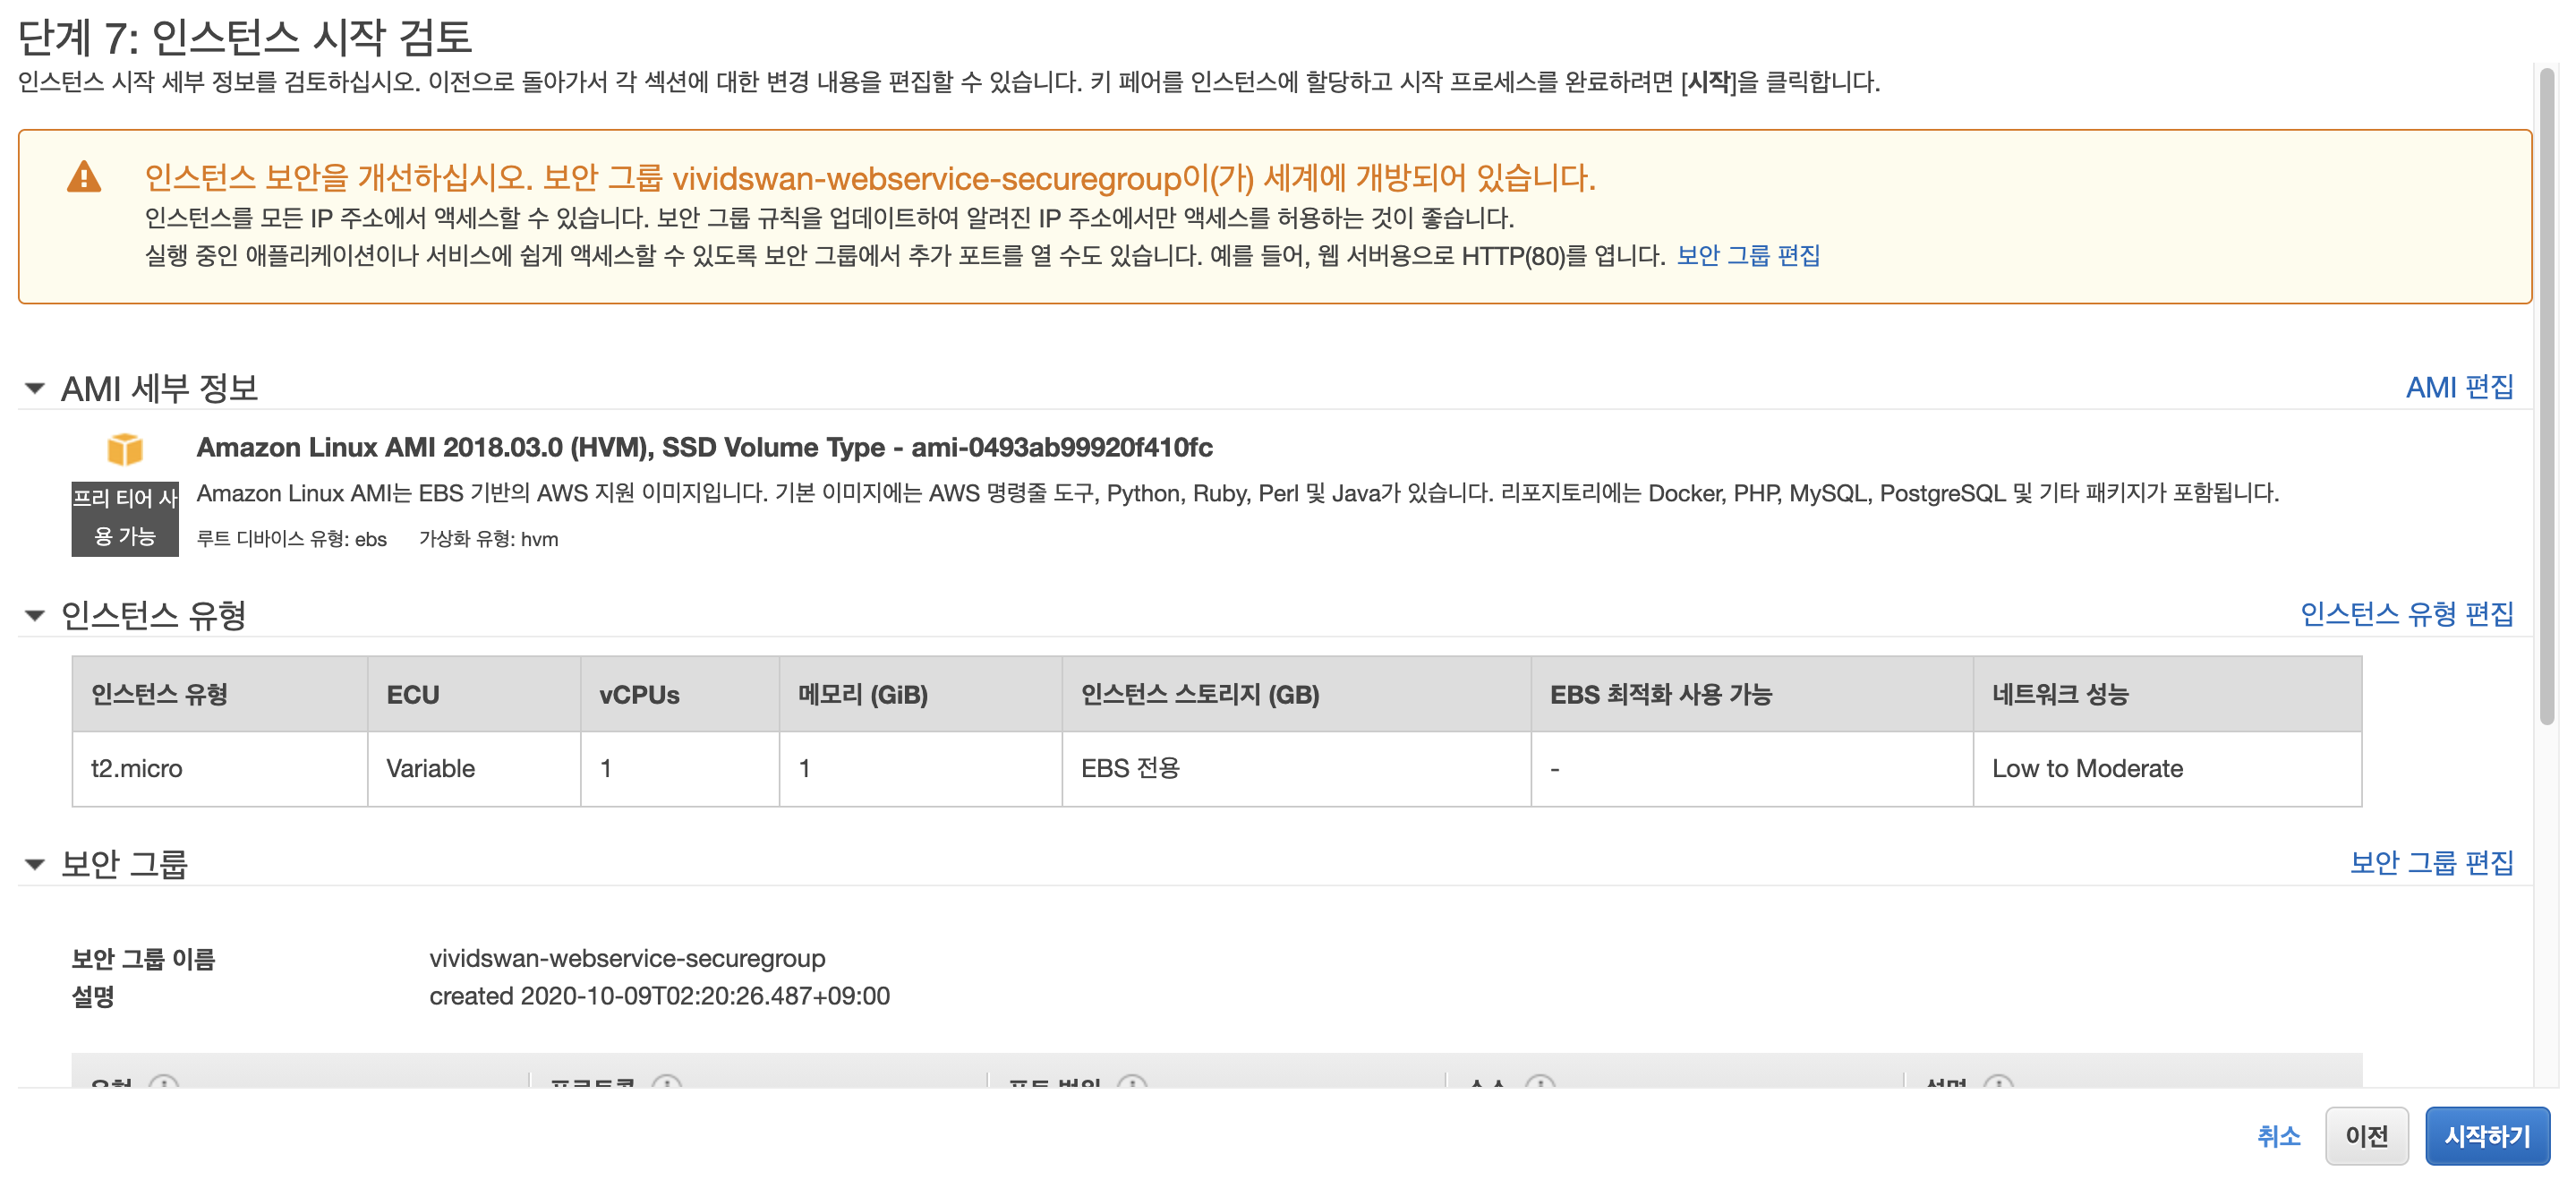 단계 7: 인스턴스 시작 검토
인스턴스 시작 세부 정보를 검토하십시오. 이전으로 돌아가서 각 섹션에 대한 변경 내용을 편집할 수 있습니다. 키 페어를 인스턴스에 할당하고 시작 프로세스를 완료하려면 [시작]을 클릭합니다.
인스턴스 보안을 개선하십시오. 보안 그룹 vividswan-webservice-securegroup이(가) 세계에 개방되어 있습니다.
인스턴스를 모든 IP 주소에서 액세스할 수 있습니다. 보안 그룹 규칙을 업데이트하여 알려진 IP 주소에서만 액세스를 허용하는 것이 좋습니다.
실행 중인 애플리케이션이나 서비스에 쉽게 액세스할 수 있도록 보안 그룹에서 추가 포트를 열 수도 있습니다. 예를 들어, 웹 서버용으로 HTTP(80)를 엽니다. 보안 그룹 편집
AMI 세부 정보 AMI 편집
Amazon Linux AMI 2018.03.0 (HVM), SSD Volume Type - ami-0493ab99920f410fc
프리 티어 사
용 가능
Amazon Linux AMI는 EBS 기반의 AWS 지원 이미지입니다. 기본 이미지에는 AWS 명령줄 도구, Python, Ruby, Perl 및 Java가 있습니다. 리포지토리에는 Docker, PHP, MySQL, PostgreSQL 및 기타 패키지가 포함됩니다.
루트 디바이스 유형: ebs 가상화 유형: hvm
인스턴스 유형 인스턴스 유형 편집
인스턴스 유형 ECU vCPUs 메모리 (GiB) 인스턴스 스토리지 (GB) EBS 최적화 사용 가능 네트워크 성능
t2.micro Variable 1 1 EBS 전용 - Low to Moderate
보안 그룹 보안 그룹 편집
보안 그룹 이름 vividswan-webservice-securegroup
설명 created 2020-10-09T02:20:26.487+09:00
유형 프로토콜 포트 범위 소스 설명
취소 이전 시작하기